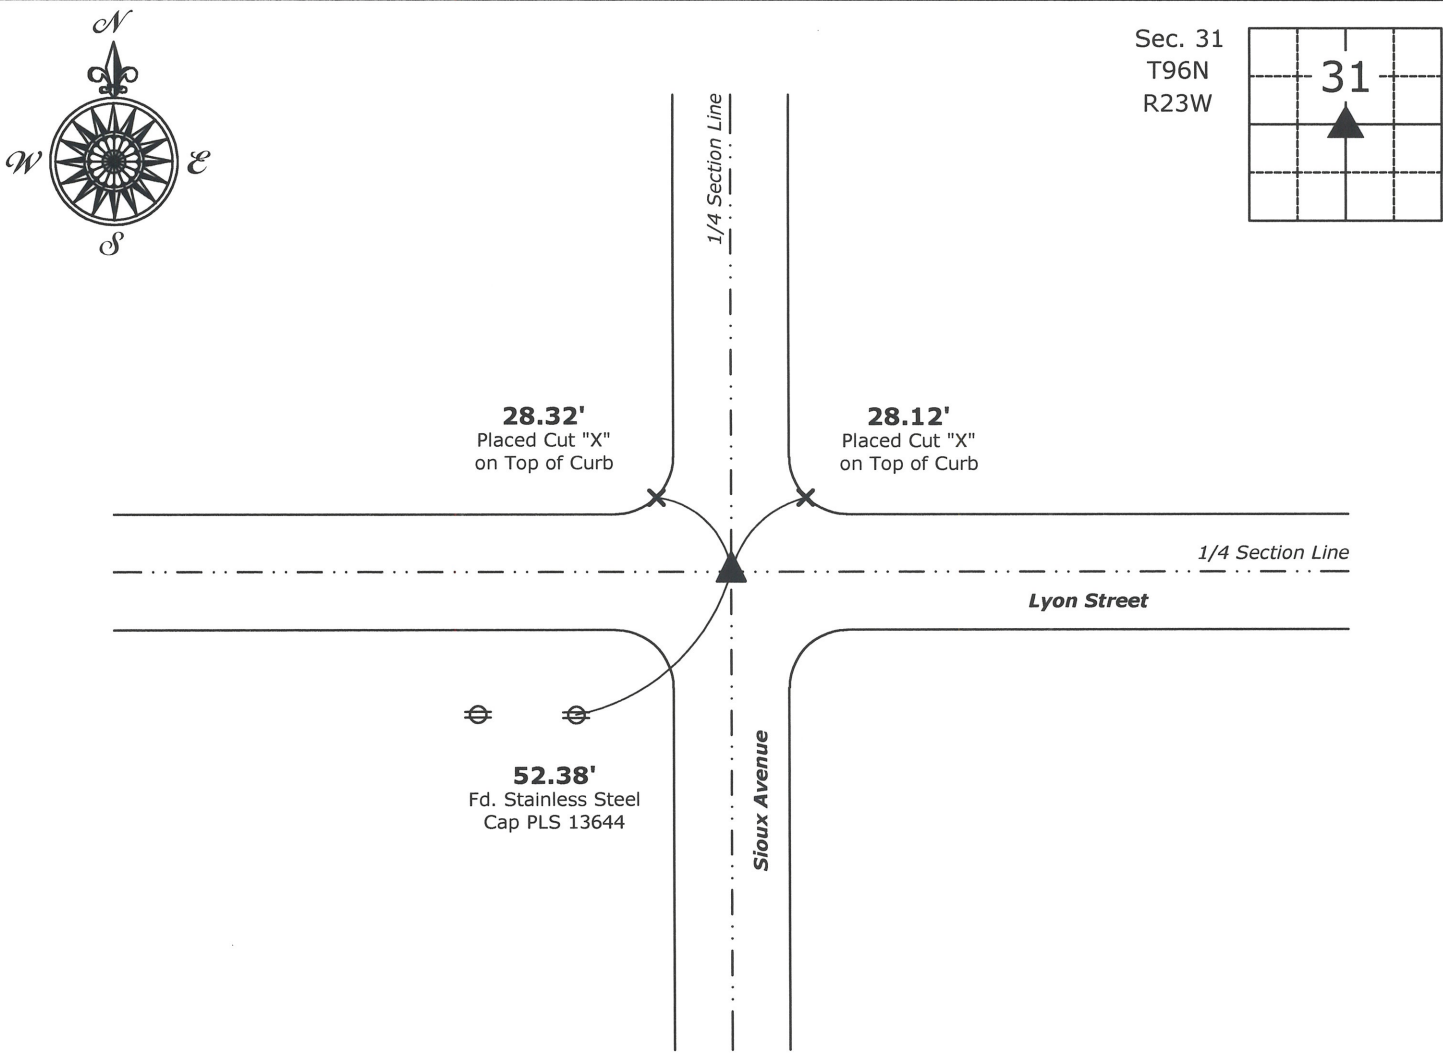 N
W
E
S
Sec. 31
T96N
R23W
31
1/4 Section Line
28.32'
Placed Cut "X"
on Top of Curb
28.12'
Placed Cut "X"
on Top of Curb
1/4 Section Line
Lyon Street
52.38'
Fd. Stainless Steel
Cap PLS 13644
Sioux Avenue